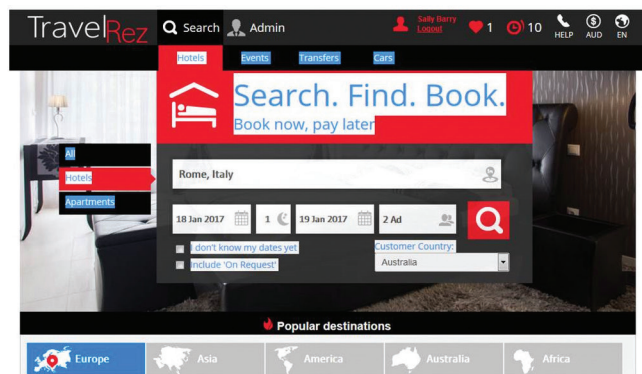 TravelRez
Search
Admin
Sally Barry
Logout
1
10
HELP
AUD
EN
Hotels
Events
Transfers
Cars
Search. Find. Book.
Book now, pay later
All
Hotels
Apartments
Rome, Italy
18 Jan 2017
1
19 Jan 2017
2 Ad
I don't know my dates yet
Include 'On Request'
Customer Country:
Australia
Popular destinations
Europe
Asia
America
Australia
Africa